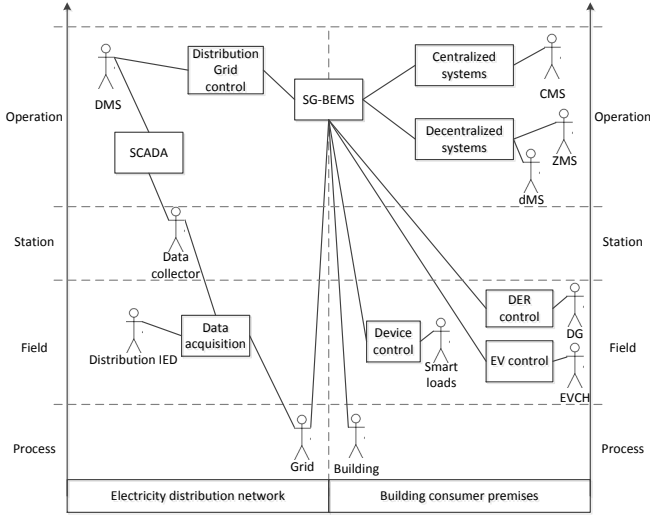 Distribution
Grid
control
Centralized
systems
CMS
DMS
SG-BEMS
Operation
Operation
Decentralized
systems
SCADA
ZMS
dMS
Station
Station
Data
collector
DER
control
DG
Data
acquisition
Device
control
Distribution IED
Smart
loads
Field
Field
EV control
EVCH
Process
Process
Grid
Building
Electricity distribution network
Building consumer premises